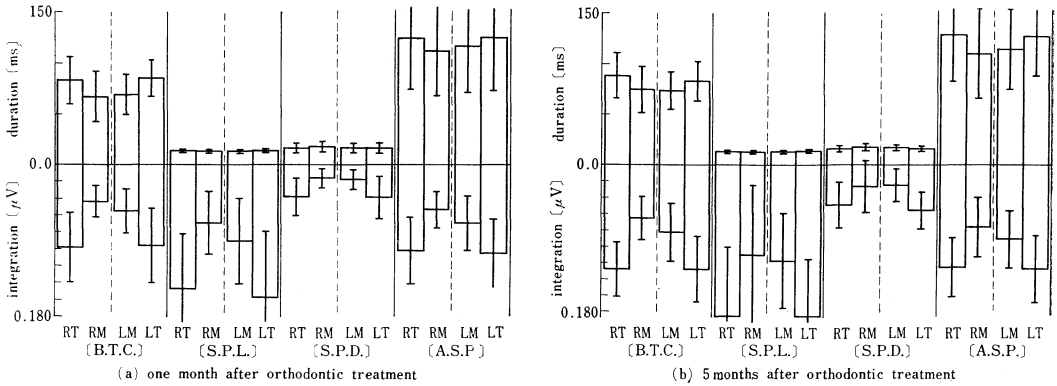 150
duration〔ms〕
0.0
integration〔μV〕
0.180
RT RM LM LT RT RM LM LT RT RM LM LT RT RM LM LT
〔B.T.C.〕 〔S.P.L.〕 〔S.P.D.〕 〔A.S.P〕
(a) one month after orthodontic treatment
150
duration〔ms〕
0.0
integration〔μV〕
0.180
RT RM LM LT RT RM LM LT RT RM LM LT RT RM LM LT
〔B.T.C.〕 〔S.P.L.〕 〔S.P.D.〕 〔A.S.P.〕
(b) 5 months after orthodontic treatment